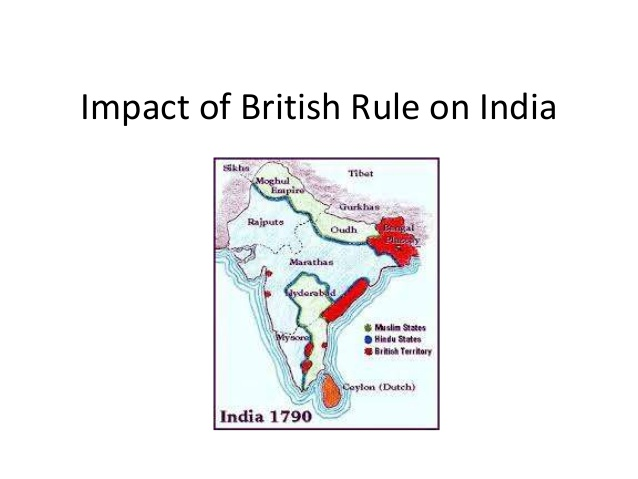 Impact of British Rule on India
Sikhs
Tibet
Moghul
Empire
Gurkhas
Rajputs
Oudh
Bengal
Plassey
Marathas
Hyderabad
Muslim States
Hindu States
British Territory
Mysore
Ceylon (Dutch)
India 1790